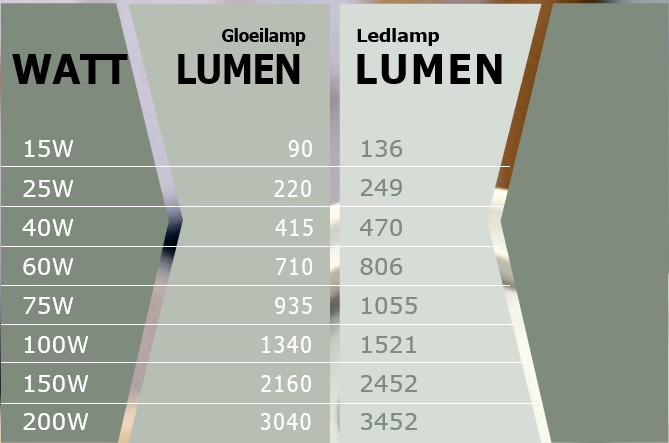 Gloeilamp Ledlamp
WATT LUMEN LUMEN
15W 90 136
25W 220 249
40W 415 470
60W 710 806
75W 935 1055
100W 1340 1521
150W 2160 2452
200W 3040 3452